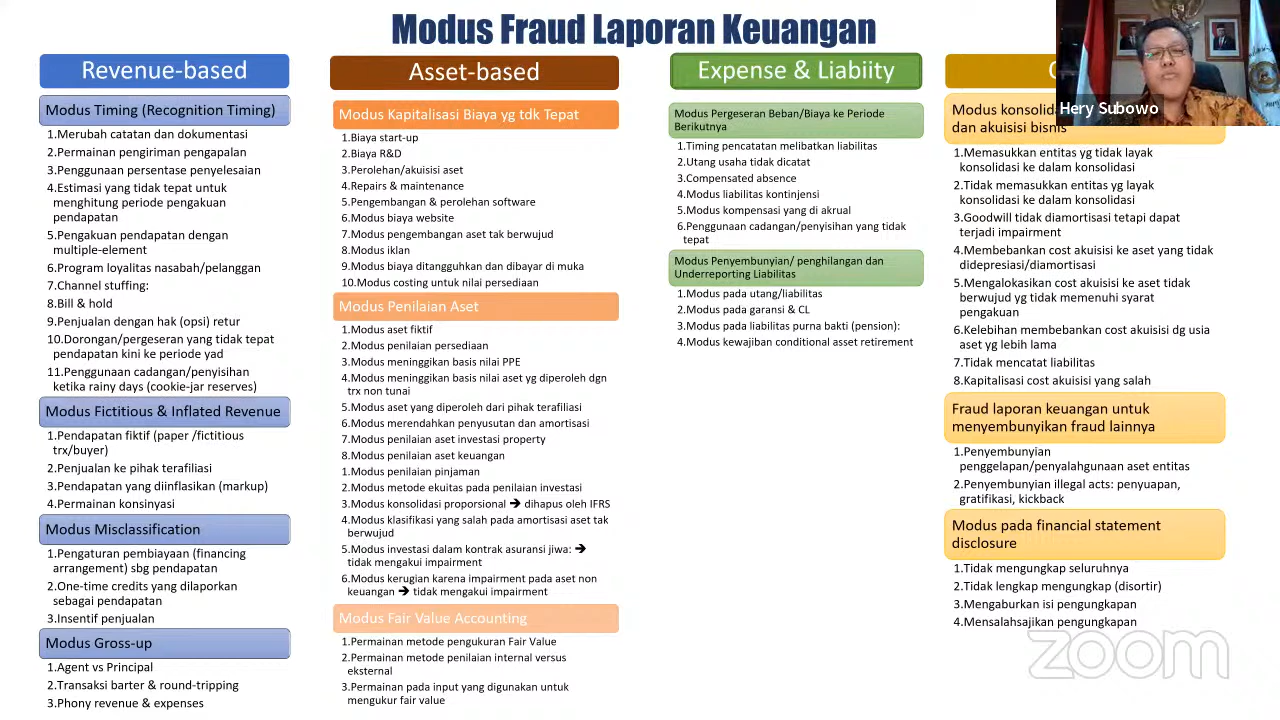 Modus Fraud Laporan Keuangan
Revenue-based
Modus Timing (Recognition Timing)
1.Merubah catatan dan dokumentasi
2.Permainan pengiriman pengapalan
3.Penggunaan persentase penyelesaian
4.Estimasi yang tidak tepat untuk
menghitung periode pengakuan
pendapatan
5.Pengakuan pendapatan dengan
multiple-element
6.Program loyalitas nasabah/pelanggan
7.Channel stuffing:
8.Bill & hold
9.Penjualan dengan hak (opsi) retur
10.Dorongan/pergeseran yang tidak tepat
pendapatan kini ke periode yad
11.Penggunaan cadangan/penyisihan
ketika rainy days (cookie-jar reserves)
Modus Fictitious & Inflated Revenue
1.Pendapatan fiktif (paper /fictitious
trx/buyer)
2.Penjualan ke pihak terafiliasi
3.Pendapatan yang diinflasikan (markup)
4.Permainan konsinyasi
Modus Misclassification
1.Pengaturan pembiayaan (financing
arrangement) sbg pendapatan
2.One-time credits yang dilaporkan
sebagai pendapatan
3.Insentif penjualan
Modus Gross-up
1.Agent vs Principal
2.Transaksi barter & round-tripping
3.Phony revenue & expenses
Asset-based
Modus Kapitalisasi Biaya yg tdk Tepat
1.Biaya start-up
2.Biaya R&D
3.Perolehan/akuisisi aset
4.Repairs & maintenance
5.Pengembangan & perolehan software
6.Modus biaya website
7.Modus pengembangan aset tak berwujud
8.Modus iklan
9.Modus biaya ditangguhkan dan dibayar di muka
10.Modus costing untuk nilai persediaan
Modus Penilaian Aset
1.Modus aset fiktif
2.Modus penilaian persediaan
3.Modus meninggikan basis nilai PPE
4.Modus meninggikan basis nilai aset yg diperoleh dgn
trx non tunai
5.Modus aset yang diperoleh dari pihak terafiliasi
6.Modus merendahkan penyusutan dan amortisasi
7.Modus penilaian aset investasi property
8.Modus penilaian aset keuangan
1.Modus penilaian pinjaman
2.Modus metode ekuitas pada penilaian investasi
3.Modus konsolidasi proporsional ➔ dihapus oleh IFRS
4.Modus klasifikasi yang salah pada amortisasi aset tak
berwujud
5.Modus investasi dalam kontrak asuransi jiwa: ➔
tidak mengakui impairment
6.Modus kerugian karena impairment pada aset non
keuangan ➔ tidak mengakui impairment
Modus Fair Value Accounting
1.Permainan metode pengukuran Fair Value
2.Permainan metode penilaian internal versus
eksternal
3.Permainan pada input yang digunakan untuk
mengukur fair value
Expense & Liabiity
Modus Pergeseran Beban/Biaya ke Periode
Berikutnya
1.Timing pencatatan melibatkan liabilitas
2.Utang usaha tidak dicatat
3.Compensated absence
4.Modus liabilitas kontinjensi
5.Modus kompensasi yang di akrual
6.Penggunaan cadangan/penyisihan yang tidak
tepat
Modus Penyembunyian/ penghilangan dan
Underreporting Liabilitas
1.Modus pada utang/liabilitas
2.Modus pada garansi & CL
3.Modus pada liabilitas purna bakti (pension):
4.Modus kewajiban conditional asset retirement
Hery Subowo
Modus
dan akuisisi bisnis
1.Memasukkan entitas yg tidak layak
konsolidasi ke dalam konsolidasi
2.Tidak memasukkan entitas yg layak
konsolidasi ke dalam konsolidasi
3.Goodwill tidak diamortisasi tetapi dapat
terjadi impairment
4.Membebankan cost akuisisi ke aset yang tidak
didepresiasi/diamortisasi
5.Mengalokasikan cost akuisisi ke aset tidak
berwujud yg tidak memenuhi syarat
pengakuan
6.Kelebihan membebankan cost akuisisi dg usia
aset yg lebih lama
7.Tidak mencatat liabilitas
8.Kapitalisasi cost akuisisi yang salah
Fraud laporan keuangan untuk
menyembunyikan fraud lainnya
1.Penyembunyian
penggelapan/penyalahgunaan aset entitas
2.Penyembunyian illegal acts: penyuapan,
gratifikasi, kickback
Modus pada financial statement
disclosure
1.Tidak mengungkap seluruhnya
2.Tidak lengkap mengungkap (disortir)
3.Mengaburkan isi pengungkapan
4.Mensalahsajikan pengungkapan
zoom